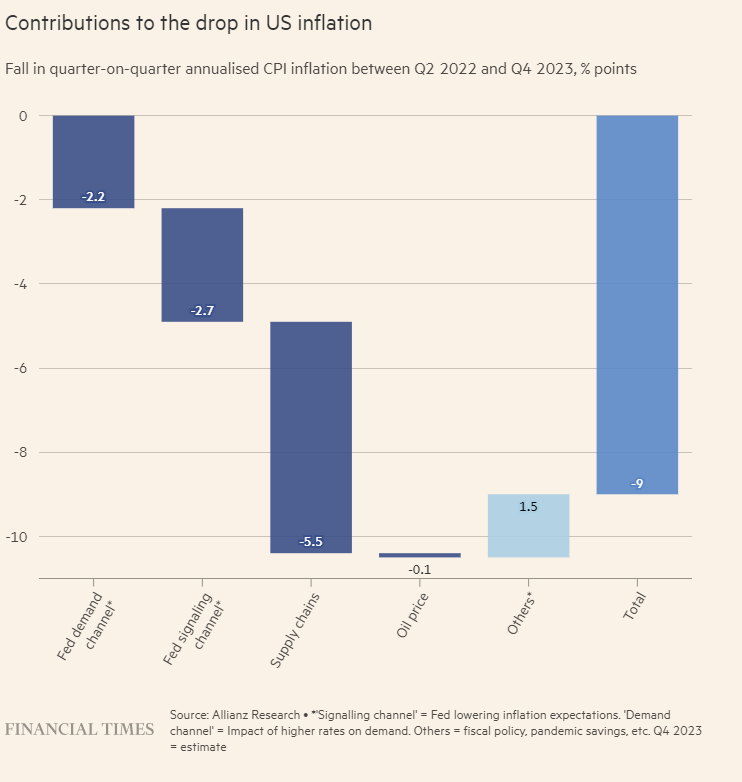 Contributions to the drop in US inflation
Fall in quarter-on-quarter annualised CPI inflation between Q2 2022 and Q4 2023, % points
0
-2
-4
-6
-8
-10
-2.2
-2.7
-5.5
-0.1
1.5
-9
Fed demand
channel*
Fed signaling
channel*
Supply chains
Oil price
Others*
Total
FINANCIAL TIMES
Source: Allianz Research • *'Signalling channel' = Fed lowering inflation expectations. 'Demand
channel' = Impact of higher rates on demand. Others = fiscal policy, pandemic savings, etc. Q4 2023
= estimate